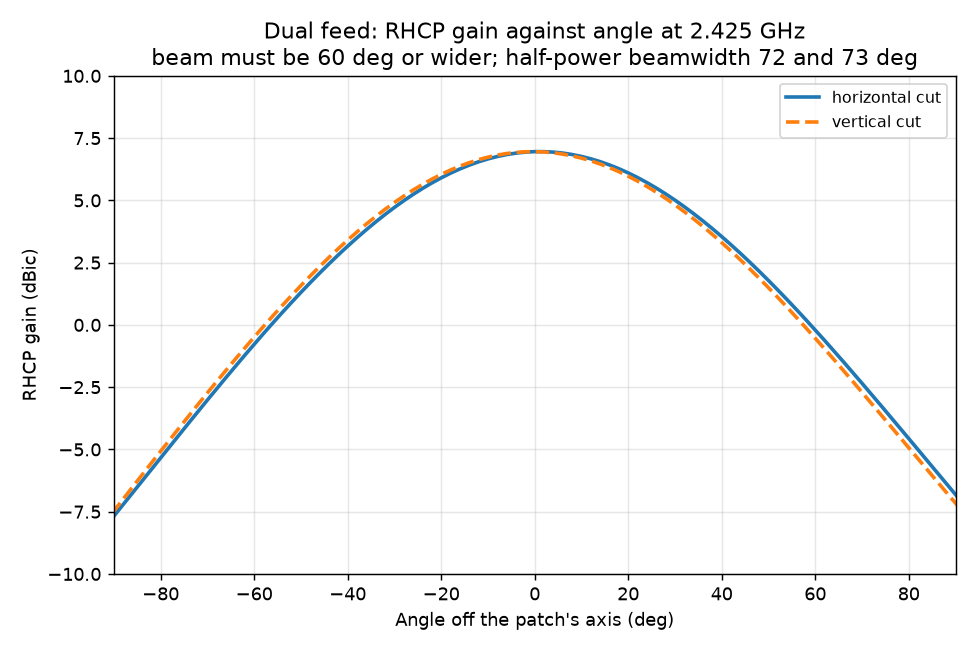 Dual feed: RHCP gain against angle at 2.425 GHz
beam must be 60 deg or wider; half-power beamwidth 72 and 73 deg
horizontal cut
vertical cut
RHCP gain (dBic)
10.0
7.5
5.0
2.5
0.0
−2.5
−5.0
−7.5
−10.0
−80 −60 −40 −20 0 20 40 60 80
Angle off the patch's axis (deg)